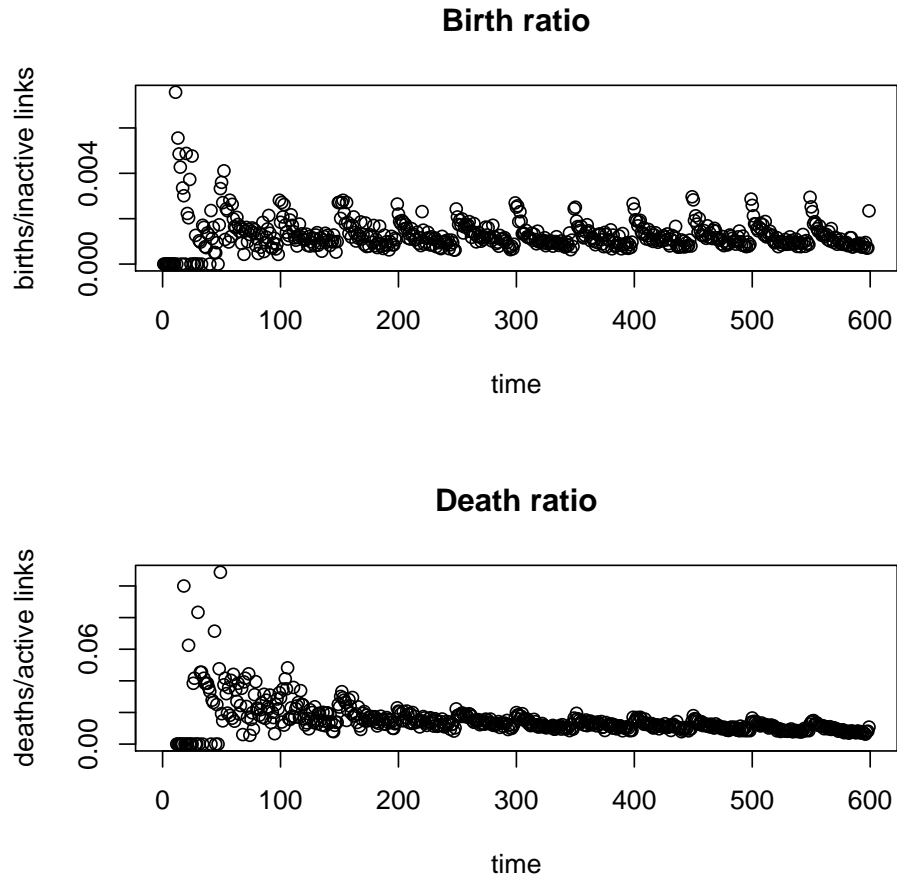 Birth ratio
births/inactive links
0.004
0.000
0 100 200 300 400 500 600
time
Death ratio
deaths/active links
0.06
0.00
0 100 200 300 400 500 600
time